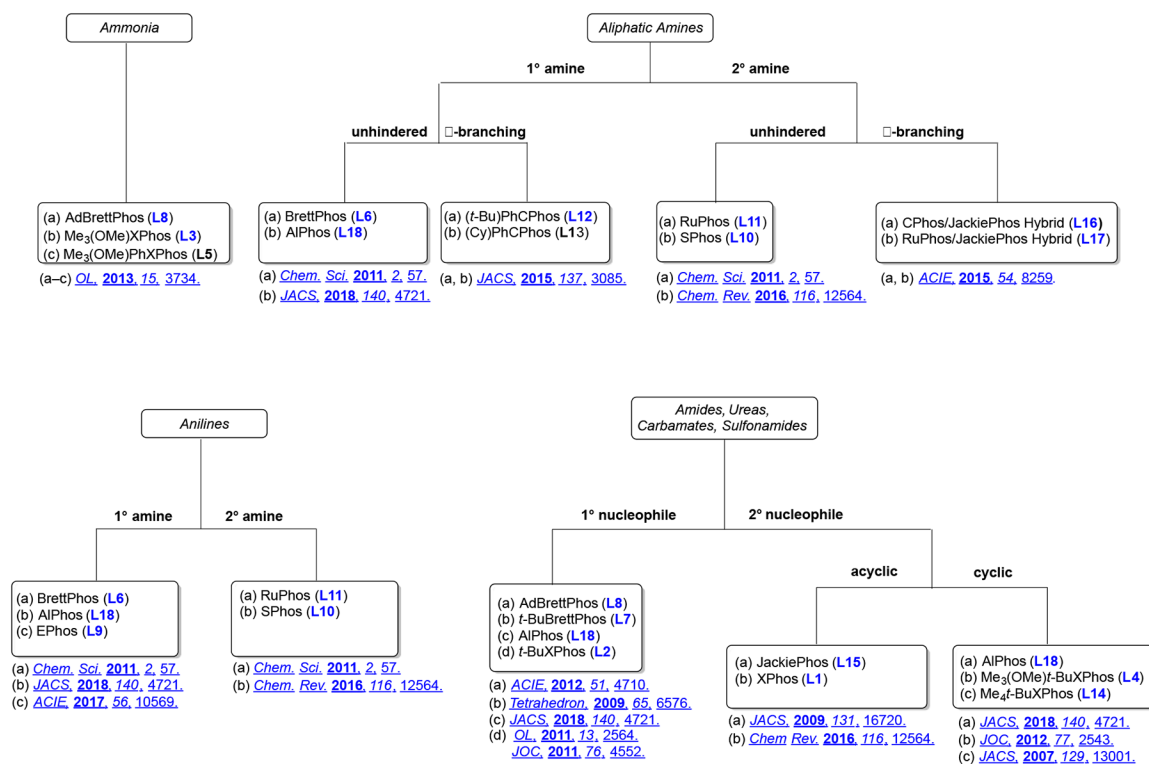 Ammonia
(a) AdBrettPhos (L8)
(b) Me3(OMe)XPhos (L3)
(c) Me3(OMe)PhXPhos (L5)
(a–c) OL, 2013, 15, 3734.
Aliphatic Amines
1° amine
2° amine
unhindered
□-branching
(a) BrettPhos (L6)
(b) AlPhos (L18)
(a) Chem. Sci. 2011, 2, 57.
(b) JACS, 2018, 140, 4721.
(a) (t-Bu)PhCPhos (L12)
(b) (Cy)PhCPhos (L13)
(a, b) JACS, 2015, 137, 3085.
unhindered
□-branching
(a) RuPhos (L11)
(b) SPhos (L10)
(a) Chem. Sci. 2011, 2, 57.
(b) Chem. Rev. 2016, 116, 12564.
(a) CPhos/JackiePhos Hybrid (L16)
(b) RuPhos/JackiePhos Hybrid (L17)
(a, b) ACIE, 2015, 54, 8259.
Anilines
1° amine
2° amine
(a) BrettPhos (L6)
(b) AlPhos (L18)
(c) EPhos (L9)
(a) Chem. Sci. 2011, 2, 57.
(b) JACS, 2018, 140, 4721.
(c) ACIE, 2017, 56, 10569.
(a) RuPhos (L11)
(b) SPhos (L10)
(a) Chem. Sci. 2011, 2, 57.
(b) Chem. Rev. 2016, 116, 12564.
Amides, Ureas,
Carbamates, Sulfonamides
1° nucleophile
2° nucleophile
(a) AdBrettPhos (L8)
(b) t-BuBrettPhos (L7)
(c) AlPhos (L18)
(d) t-BuXPhos (L2)
(a) ACIE, 2012, 51, 4710.
(b) Tetrahedron, 2009, 65, 6576.
(c) JACS, 2018, 140, 4721.
(d) OL, 2011, 13, 2564.
JOC, 2011, 76, 4552.
acyclic
cyclic
(a) JackiePhos (L15)
(b) XPhos (L1)
(a) JACS, 2009, 131, 16720.
(b) Chem Rev. 2016, 116, 12564.
(a) AlPhos (L18)
(b) Me3(OMe)t-BuXPhos (L4)
(c) Me4t-BuXPhos (L14)
(a) JACS, 2018, 140, 4721.
(b) JOC, 2012, 77, 2543.
(c) JACS, 2007, 129, 13001.